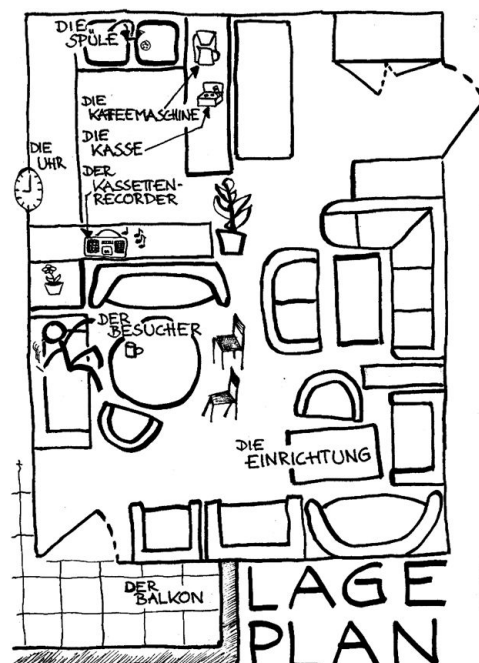 DIE
SPÜLE
DIE
KAFFEEMASCHINE
DIE
KASSE
DIE
UHR
DER
KASSETTEN-
RECORDER
DER
BESUCHER
DIE
EINRICHTUNG
DER
BALKON
LAGE
PLAN